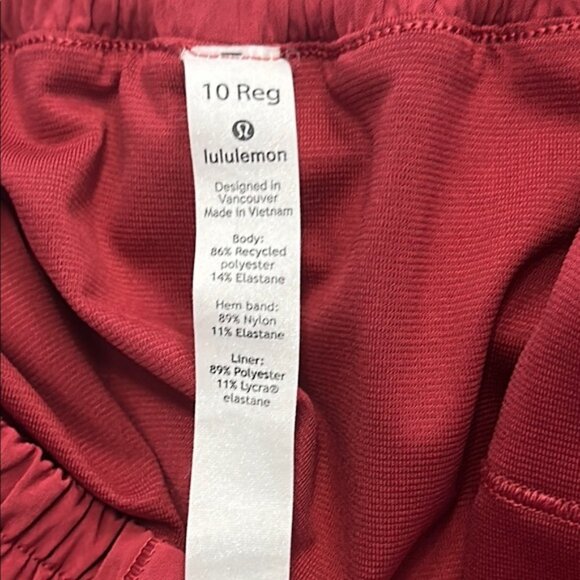 10 Reg
lululemon
Designed in
Vancouver
Made in Vietnam
Body:
86% Recycled
polyester
14% Elastane
Hem band:
89% Nylon
11% Elastane
Liner:
89% Polyester
11% Lycra®
elastane